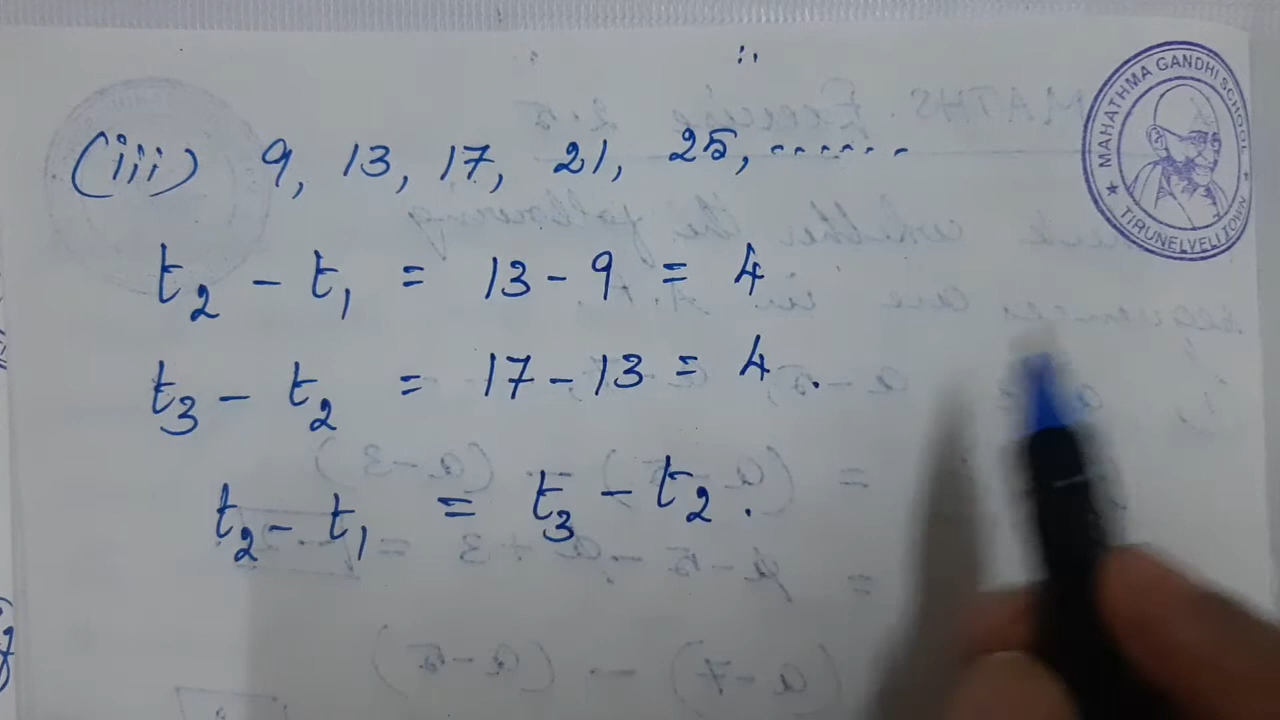 (iii) 9, 13, 17, 21, 25, ......
t₂ - t₁ = 13 - 9 = 4
t₃ - t₂ = 17 - 13 = 4.
t₂ - t₁ = t₃ - t₂.
MAHATHMA GANDHI SCHOOL
TIRUNELVELI TOWN